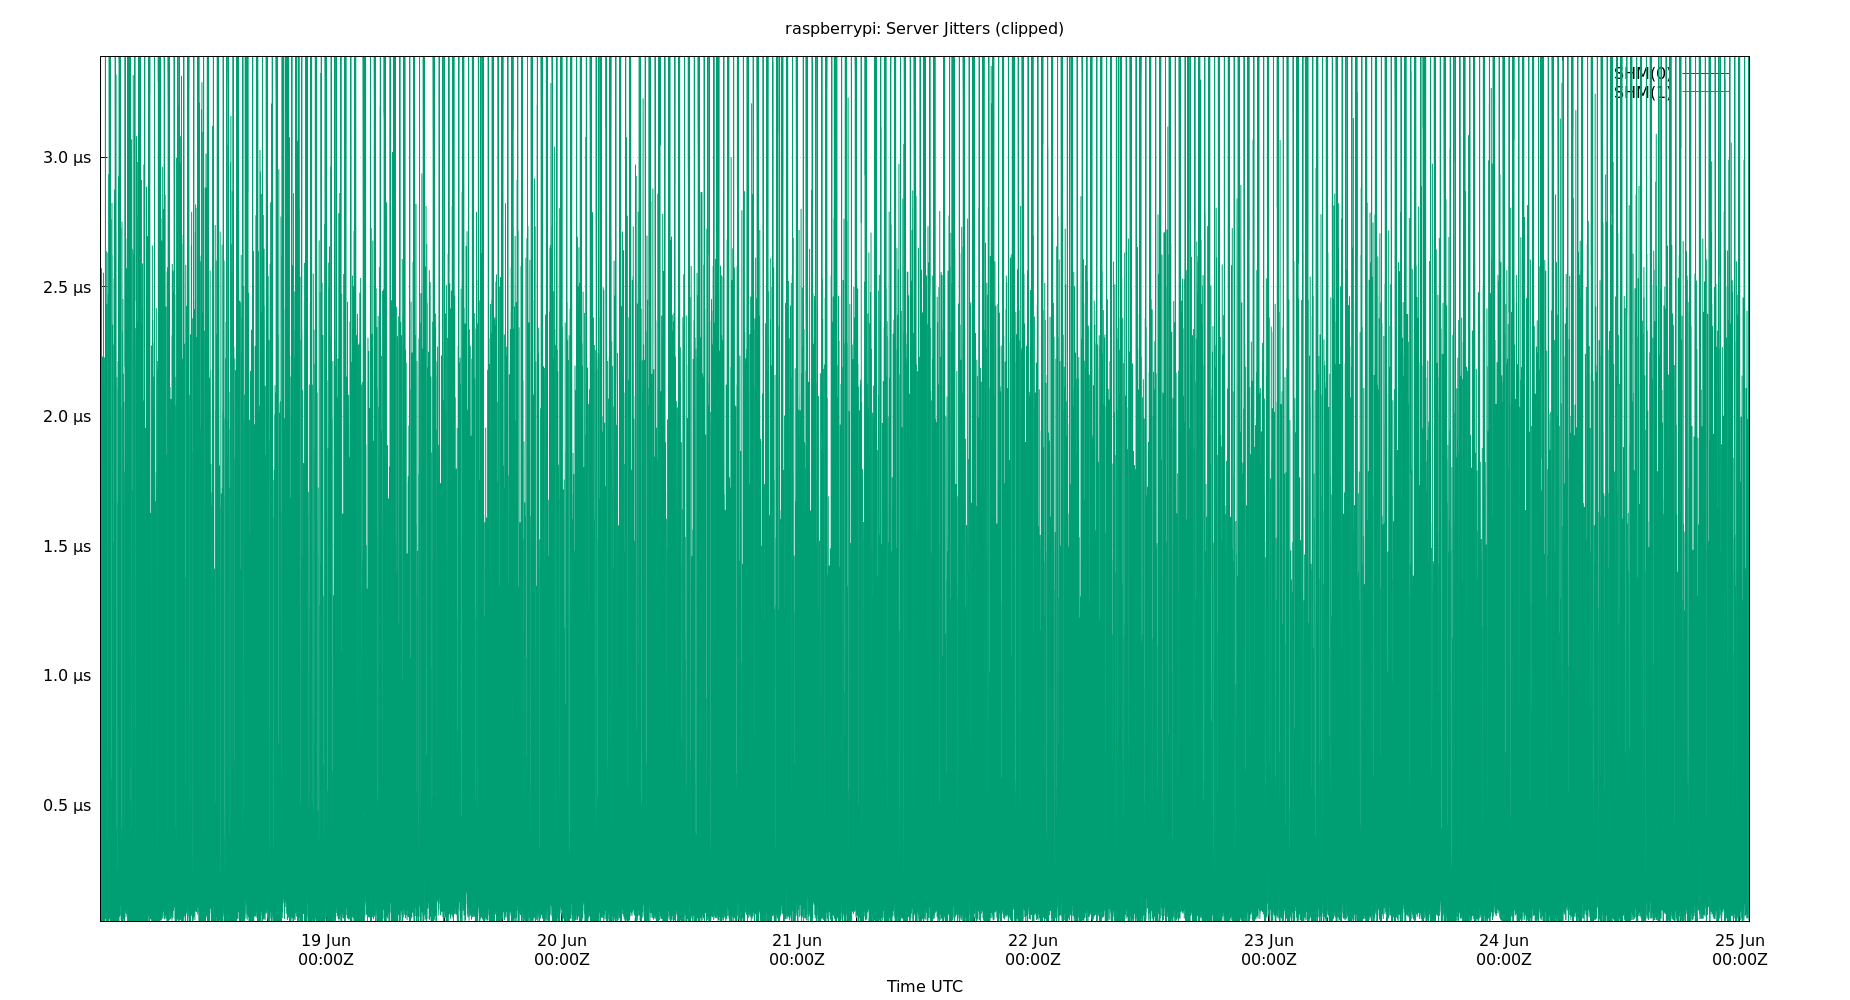 raspberrypi: Server Jitters (clipped)
SHM(0)
SHM(1)
3.0 µs
2.5 µs
2.0 µs
1.5 µs
1.0 µs
0.5 µs
19 Jun 20 Jun 21 Jun 22 Jun 23 Jun 24 Jun 25 Jun
00:00Z 00:00Z 00:00Z 00:00Z 00:00Z 00:00Z 00:00Z
Time UTC